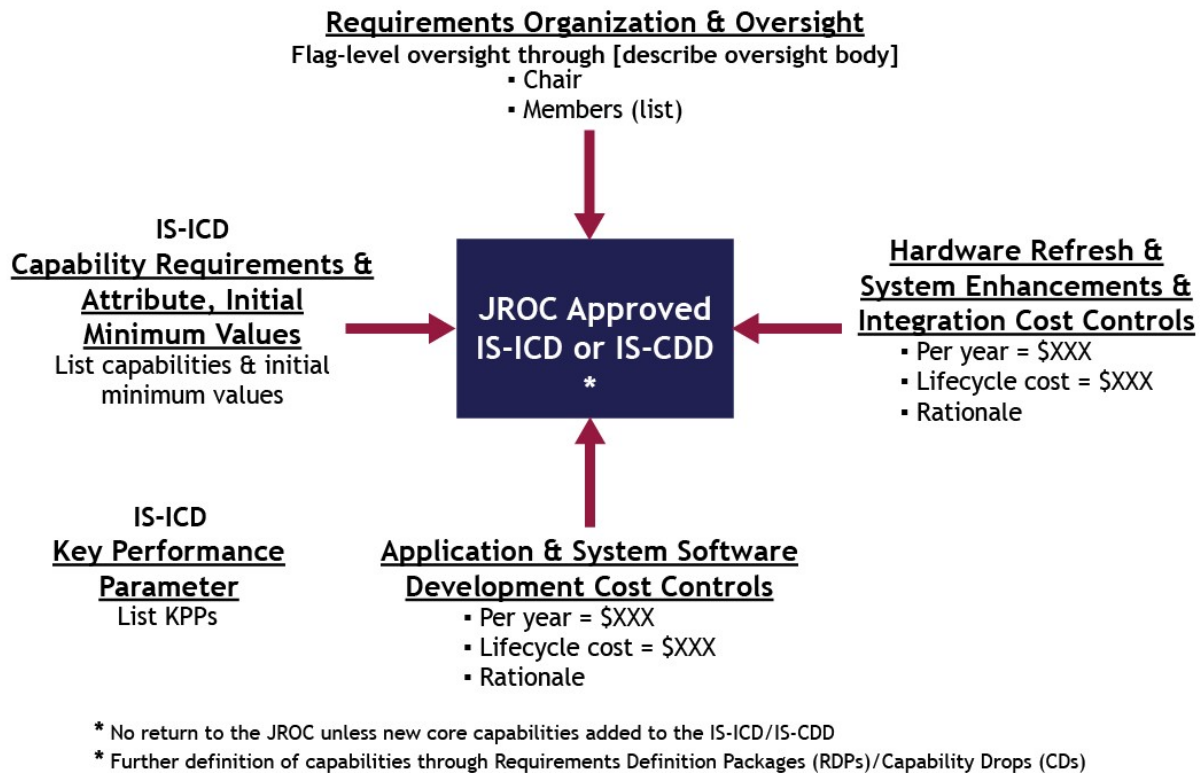 Requirements Organization & Oversight
Flag-level oversight through [describe oversight body]
▪ Chair
▪ Members (list)
IS-ICD
Capability Requirements &
Attribute, Initial
Minimum Values
List capabilities & initial
minimum values
JROC Approved
IS-ICD or IS-CDD
*
Hardware Refresh &
System Enhancements &
Integration Cost Controls
▪ Per year = $XXX
▪ Lifecycle cost = $XXX
▪ Rationale
IS-ICD
Key Performance
Parameter
List KPPs
Application & System Software
Development Cost Controls
▪ Per year = $XXX
▪ Lifecycle cost = $XXX
▪ Rationale
* No return to the JROC unless new core capabilities added to the IS-ICD/IS-CDD
* Further definition of capabilities through Requirements Definition Packages (RDPs)/Capability Drops (CDs)